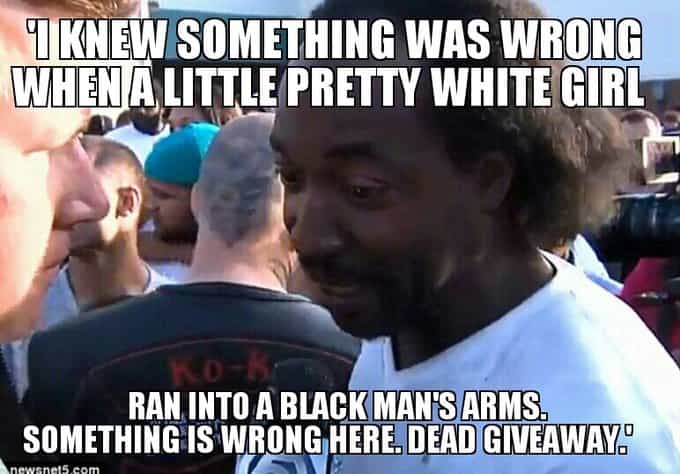 'I KNEW SOMETHING WAS WRONG
WHEN A LITTLE PRETTY WHITE GIRL
KO-K
RAN INTO A BLACK MAN'S ARMS.
SOMETHING IS WRONG HERE. DEAD GIVEAWAY.'
newsnet5.com